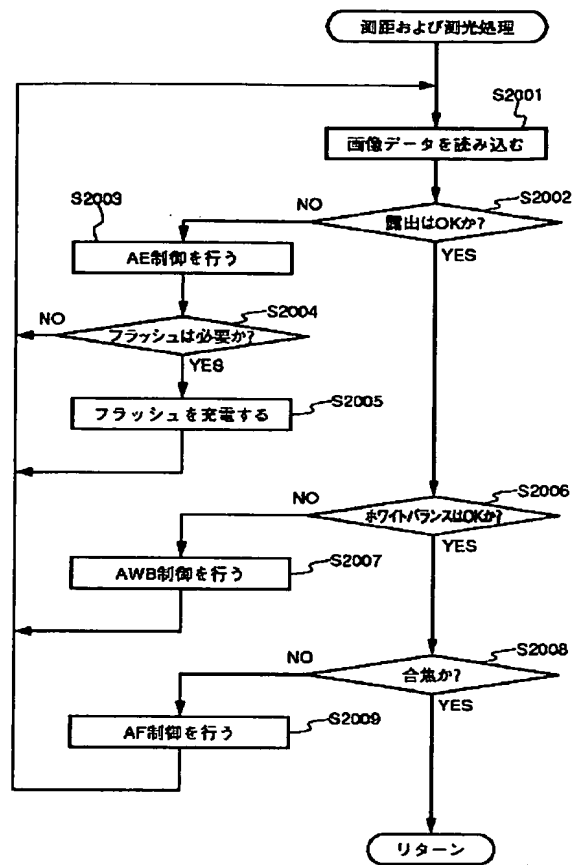 測距および測光処理
S2001
画像データを読み込む
S2002
露出はOKか?
NO
YES
S2003
AE制御を行う
S2004
フラッシュは必要か?
NO
YES
S2005
フラッシュを充電する
S2006
ホワイトバランスはOKか?
NO
YES
S2007
AWB制御を行う
S2008
合焦か?
NO
YES
S2009
AF制御を行う
リターン